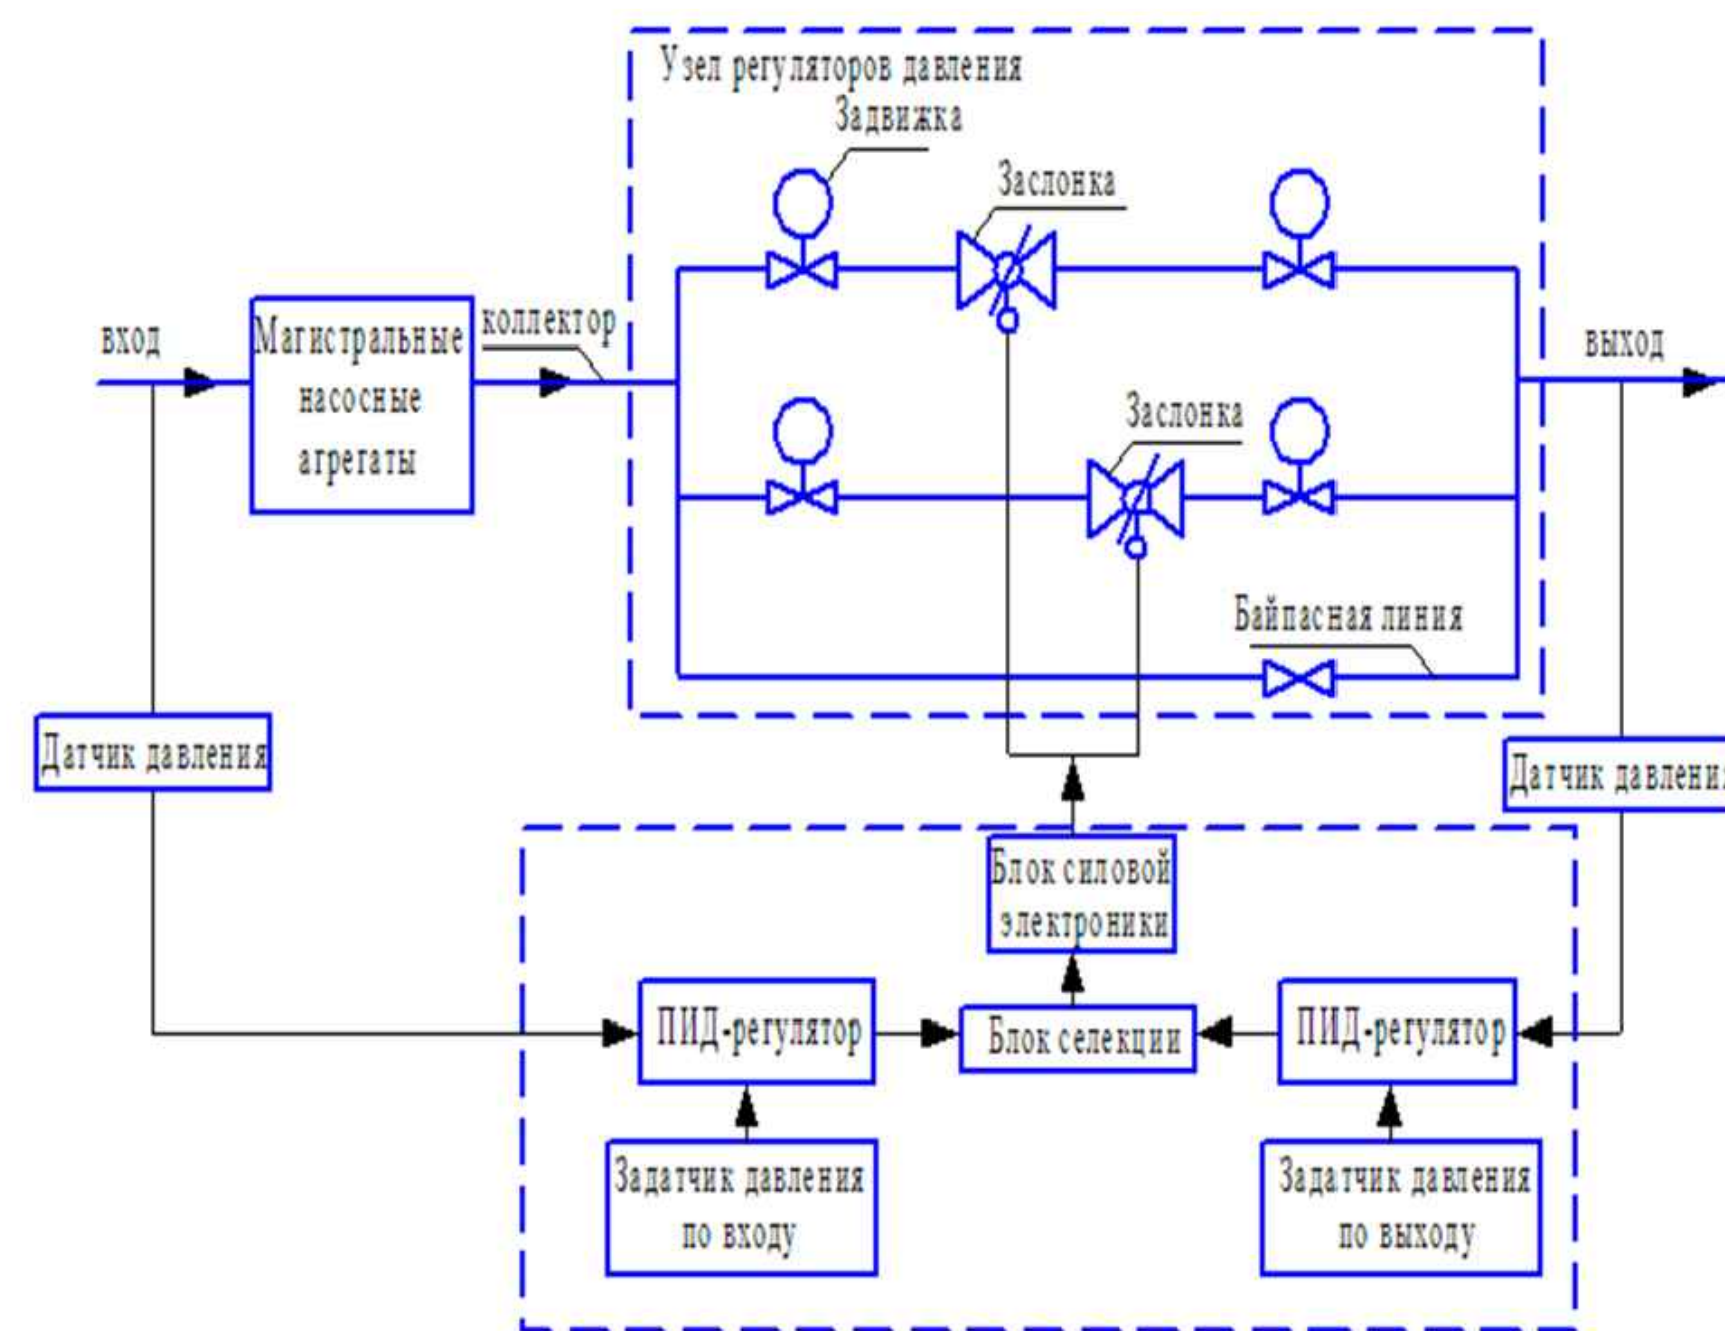 Узел регуляторов давления
Задвижка
Заслонка
вход
Магистральные
насосные
агрегаты
коллектор
выход
Заслонка
Байпасная линия
Датчик давления
Датчик давлени
Блок силовой
электроники
ПИД-регулятор
Блок селекции
ПИД-регулятор
Задатчик давления
по входу
Задатчик давления
по выходу